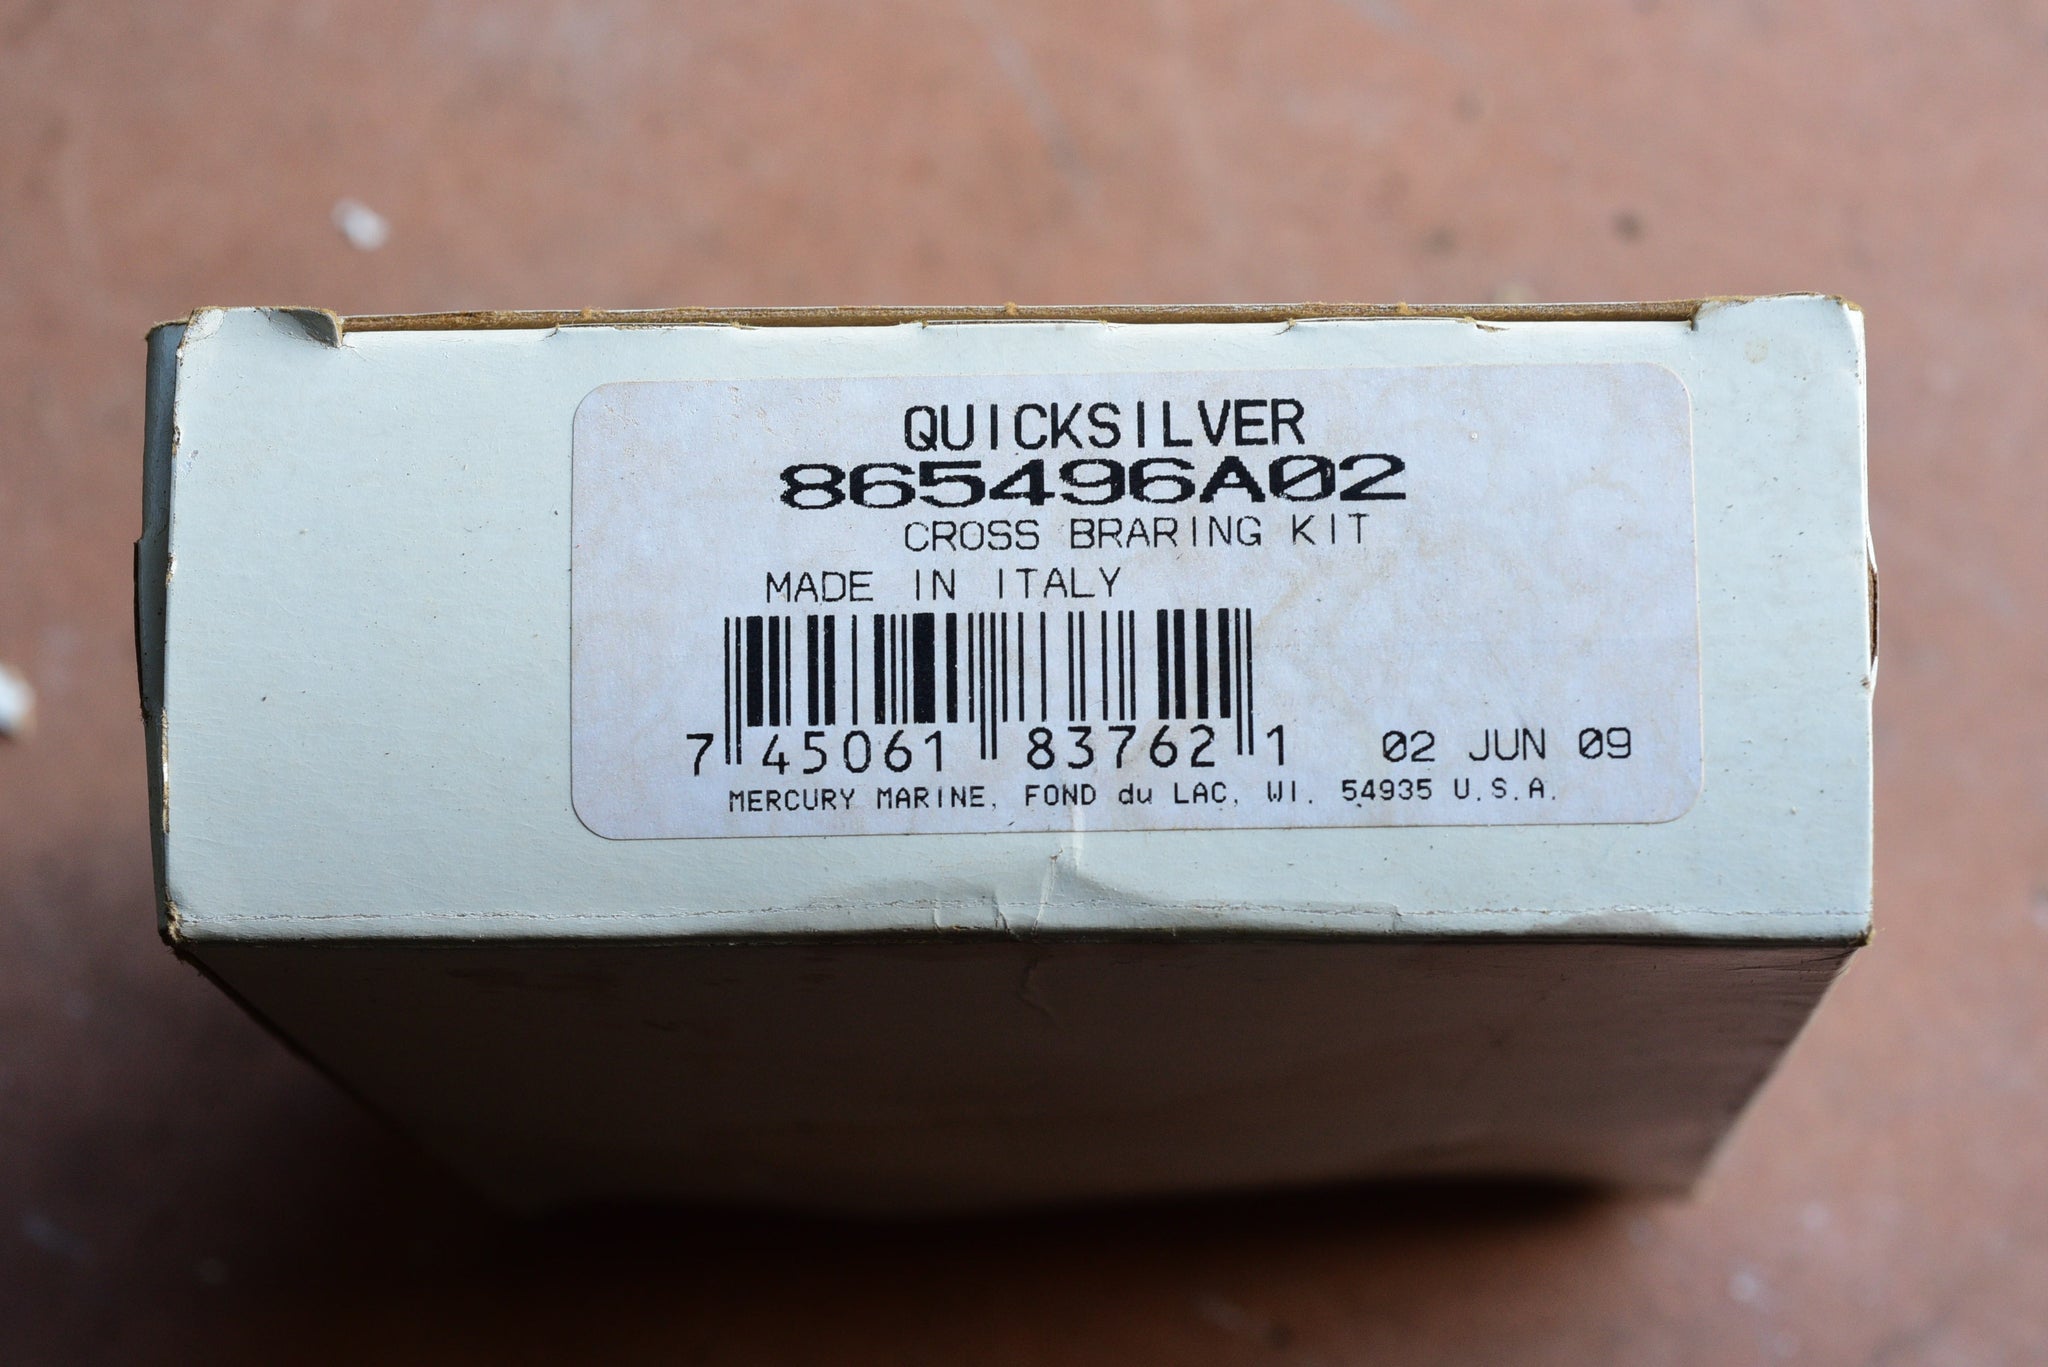 QUICKSILVER
865496A02
CROSS BRARING KIT
MADE IN ITALY
7 45061 83762 1 02 JUN 09
MERCURY MARINE, FOND du LAC, WI. 54935 U.S.A.